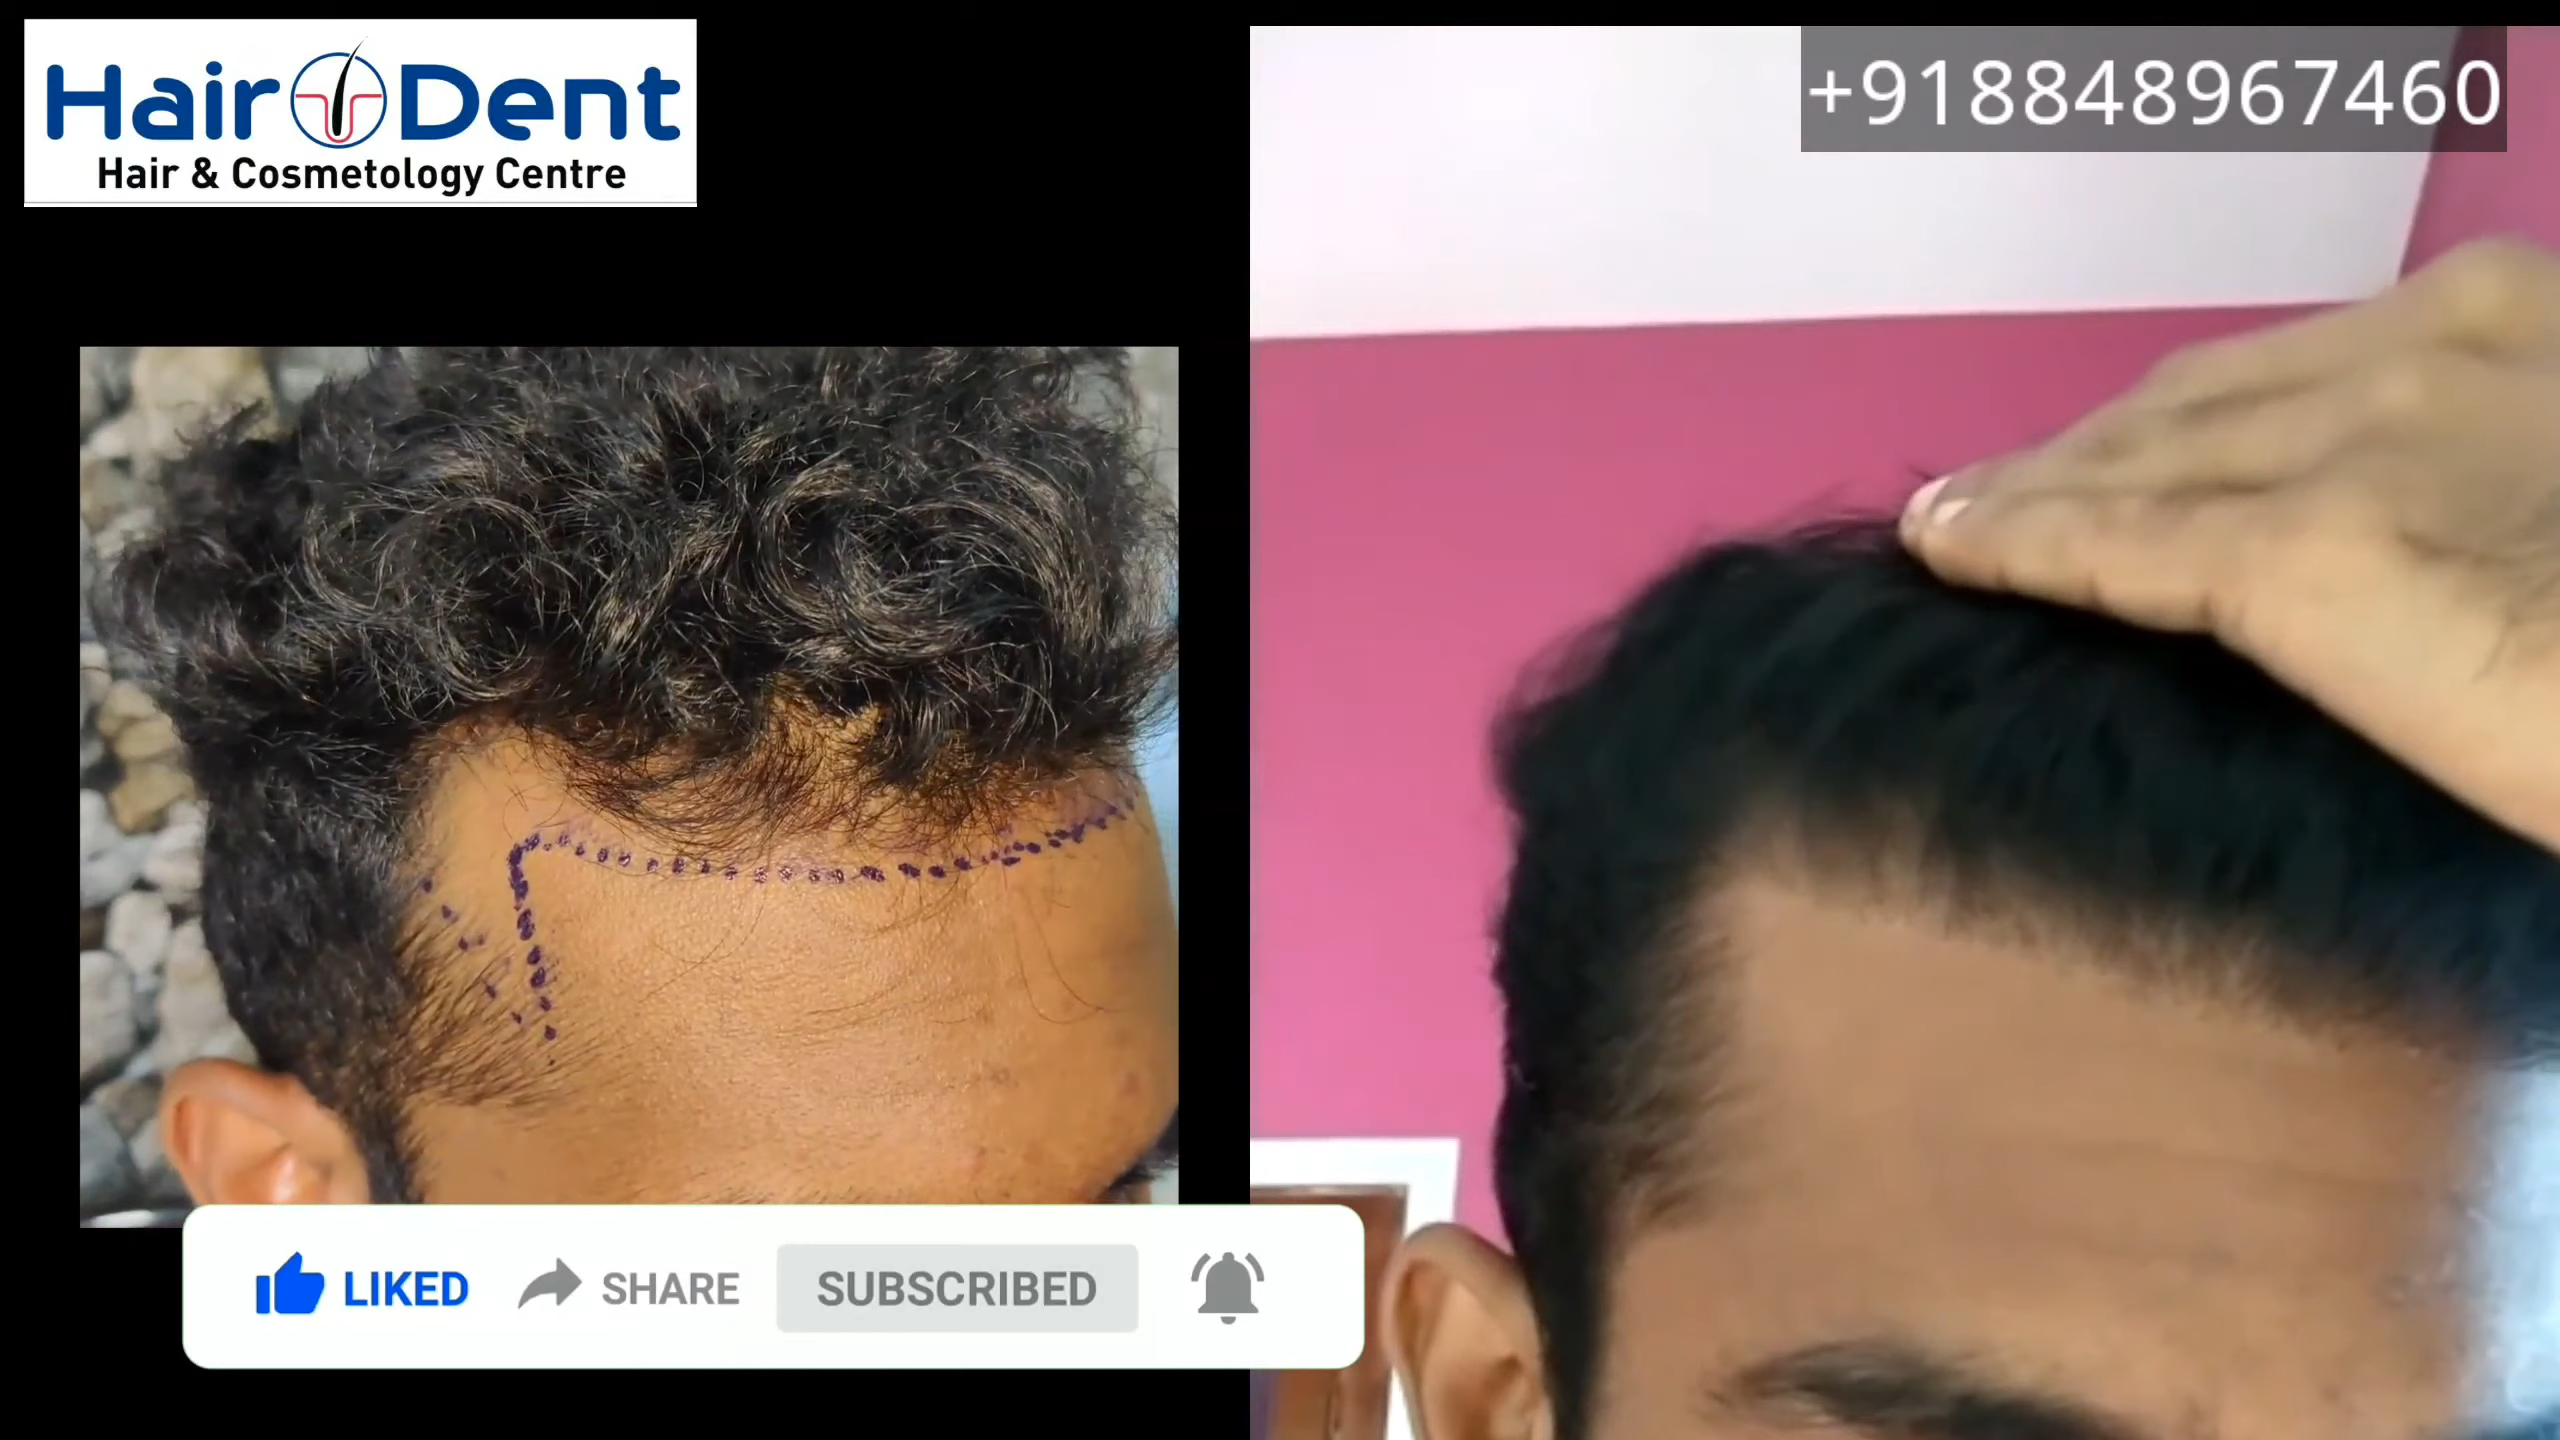 Hair Dent
Hair & Cosmetology Centre
+918848967460
LIKED
SHARE
SUBSCRIBED